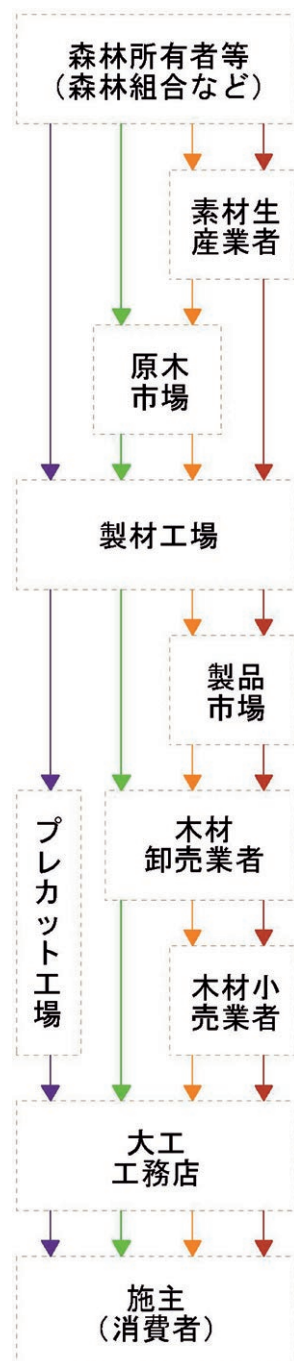 森林所有者等
（森林組合など）
素材生
産業者
原木
市場
製材工場
製品
市場
プレカット工場
木材
卸売業者
木材小
売業者
大工
工務店
施主
（消費者）